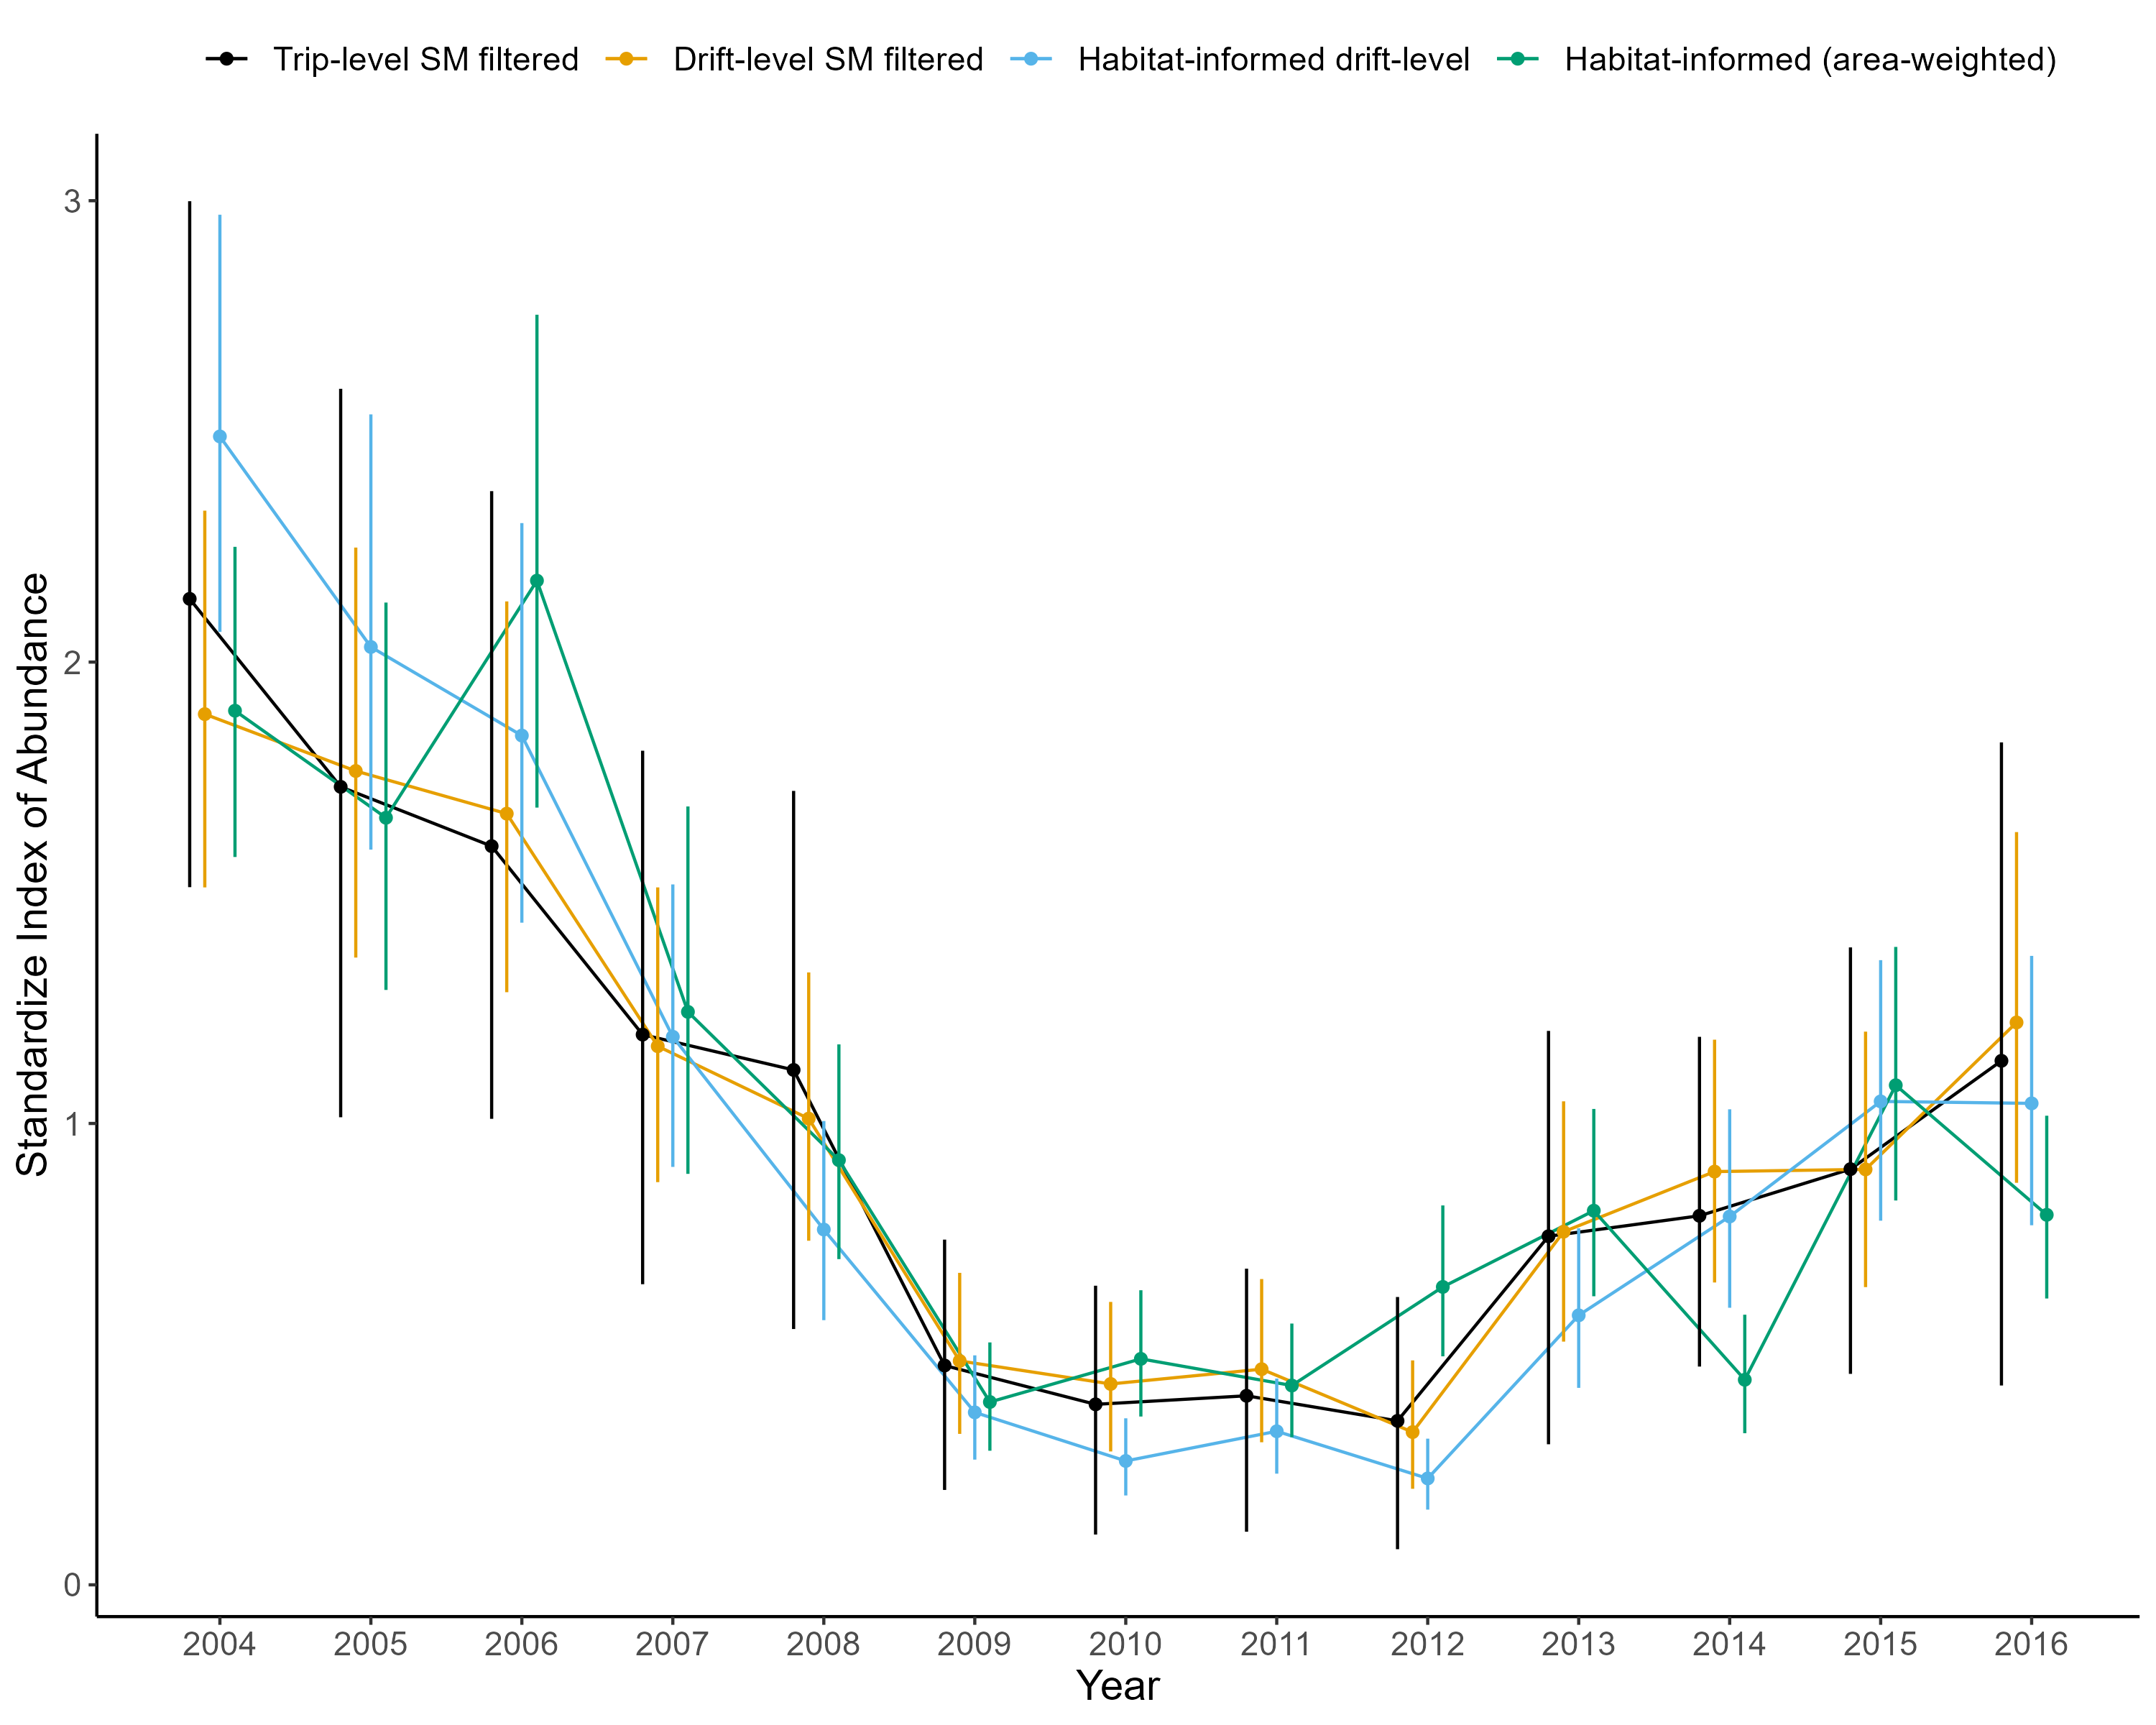 Trip-level SM filtered Drift-level SM filtered Habitat-informed drift-level Habitat-informed (area-weighted)
Standardize Index of Abundance
3
2
1
0
2004 2005 2006 2007 2008 2009 2010 2011 2012 2013 2014 2015 2016
Year